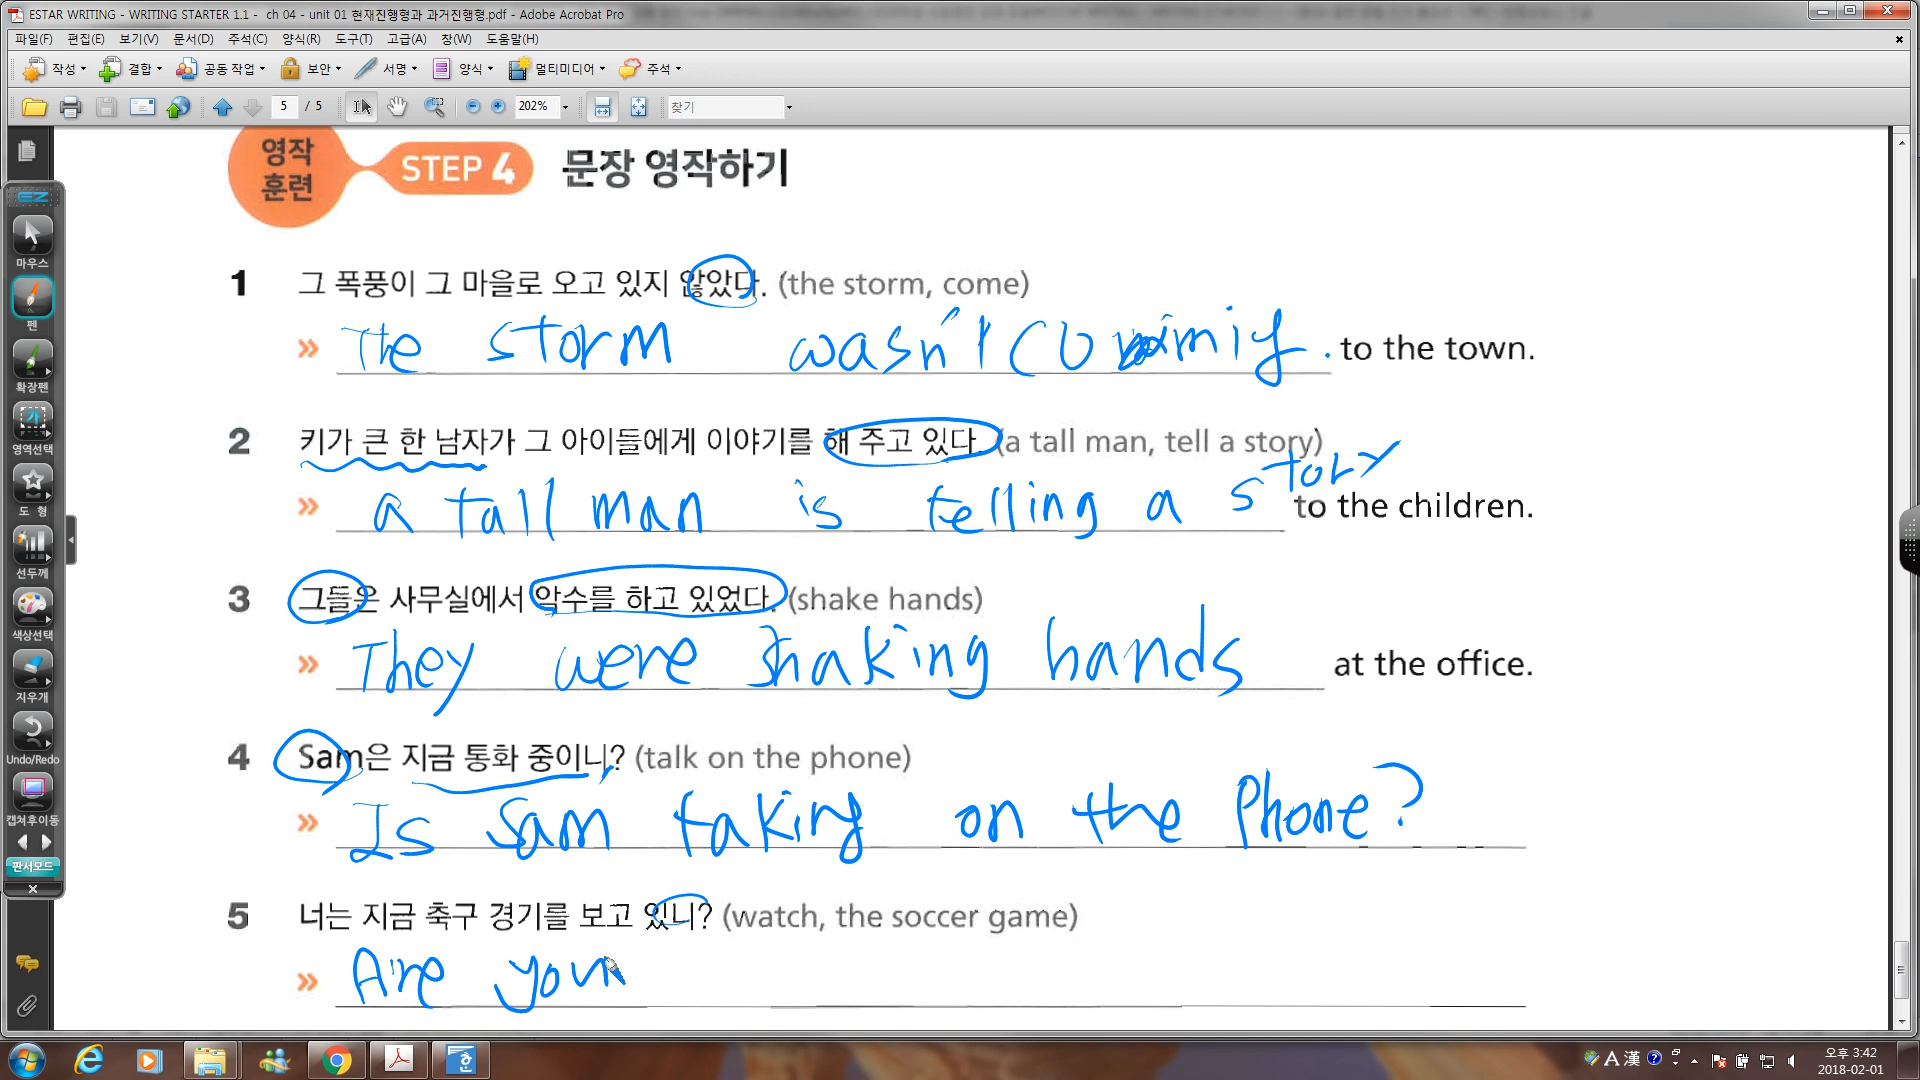 ESTAR WRITING - WRITING STARTER 1.1 - ch 04 - unit 01 현재진행형과 과거진행형.pdf - Adobe Acrobat Pro
파일(F) 편집(E) 보기(V) 문서(D) 주석(C) 양식(R) 도구(T) 고급(A) 창(W) 도움말(H)
작성 결합 공동 작업 보안 서명 양식 멀티미디어 주석
5 / 5 202% 찾기
영작
훈련
STEP 4 문장 영작하기
1 그 폭풍이 그 마을로 오고 있지 않았다. (the storm, come)
» The storm wasn't to the town.
2 키가 큰 한 남자가 그 아이들에게 이야기를 해 주고 있다. (a tall man, tell a story)
» a tall man is telling a story to the children.
3 그들은 사무실에서 악수를 하고 있었다. (shake hands)
» They were shaking hands at the office.
4 Sam은 지금 통화 중이니? (talk on the phone)
» Is Sam taking on the Phone?
5 너는 지금 축구 경기를 보고 있니? (watch, the soccer game)
» Are you
EZ
마우스
펜
확장펜
영역선택
도 형
선두께
색상선택
지우개
Undo/Redo
캡쳐후이동
판서모드
A 漢
오후 3:42
2018-02-01